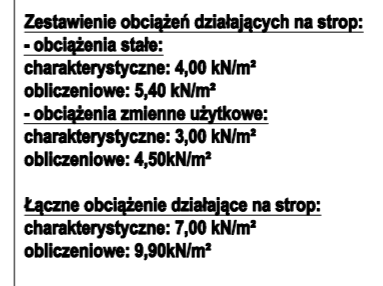 Zestawienie obciążeń działających na strop:
- obciążenia stałe:
charakterystyczne: 4,00 kN/m²
obliczeniowe: 5,40 kN/m²
- obciążenia zmienne użytkowe:
charakterystyczne: 3,00 kN/m²
obliczeniowe: 4,50kN/m²
Łączne obciążenie działające na strop:
charakterystyczne: 7,00 kN/m²
obliczeniowe: 9,90kN/m²